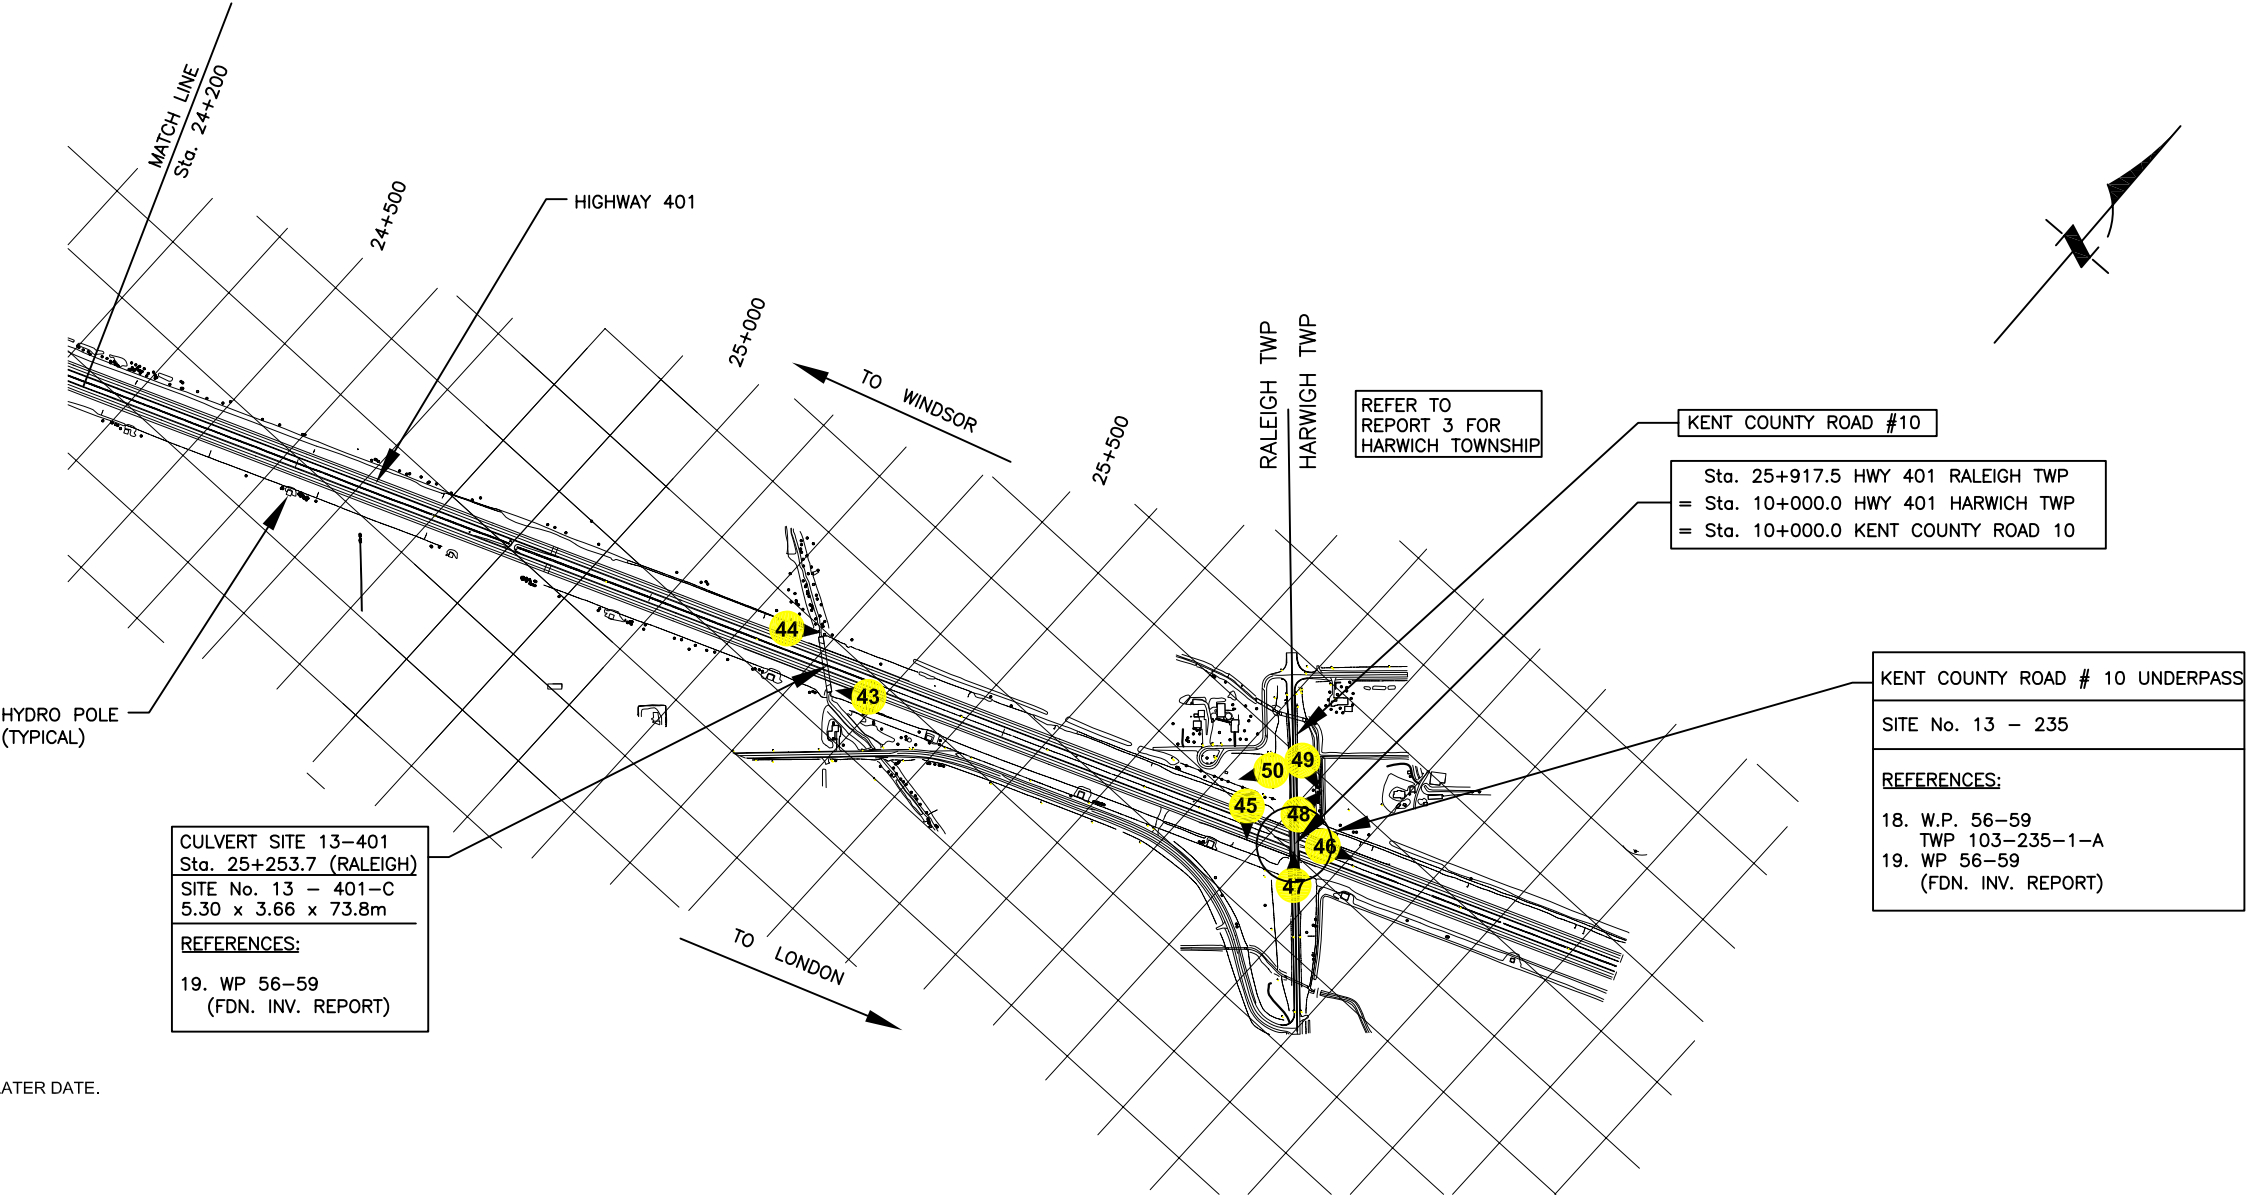 MATCH LINE
Sta. 24+200
24+500
HIGHWAY 401
25+000
TO WINDSOR
25+500
RALEIGH TWP
HARWIGH TWP
REFER TO
REPORT 3 FOR
HARWICH TOWNSHIP
KENT COUNTY ROAD #10
Sta. 25+917.5 HWY 401 RALEIGH TWP
= Sta. 10+000.0 HWY 401 HARWICH TWP
= Sta. 10+000.0 KENT COUNTY ROAD 10
44
43
HYDRO POLE
(TYPICAL)
50
49
45
48
46
47
KENT COUNTY ROAD # 10 UNDERPASS
SITE No. 13 - 235
REFERENCES:
18. W.P. 56-59
TWP 103-235-1-A
19. WP 56-59
(FDN. INV. REPORT)
CULVERT SITE 13-401
Sta. 25+253.7 (RALEIGH)
SITE No. 13 - 401-C
5.30 x 3.66 x 73.8m
REFERENCES:
19. WP 56-59
(FDN. INV. REPORT)
TO LONDON
ATER DATE.